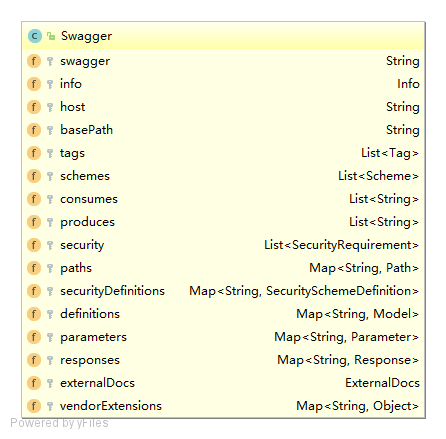 Swagger
swagger String
info Info
host String
basePath String
tags List<Tag>
schemes List<Scheme>
consumes List<String>
produces List<String>
security List<SecurityRequirement>
paths Map<String, Path>
securityDefinitions Map<String, SecuritySchemeDefinition>
definitions Map<String, Model>
parameters Map<String, Parameter>
responses Map<String, Response>
externalDocs ExternalDocs
vendorExtensions Map<String, Object>
Powered by yFiles